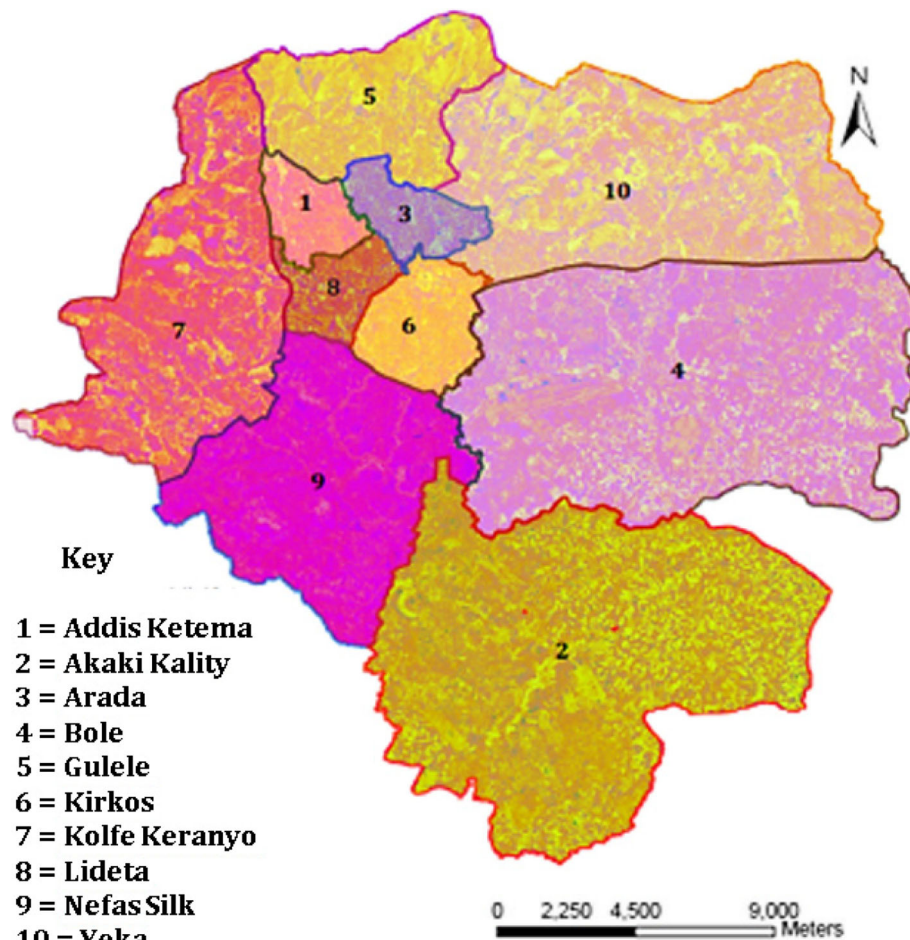 N
5
10
1
3
8
7
6
4
9
2
Key
1 = Addis Ketema
2 = Akaki Kality
3 = Arada
4 = Bole
5 = Gulele
6 = Kirkos
7 = Kolfe Keranyo
8 = Lideta
9 = Nefas Silk
10 = Yeka
0 2,250 4,500 9,000
Meters